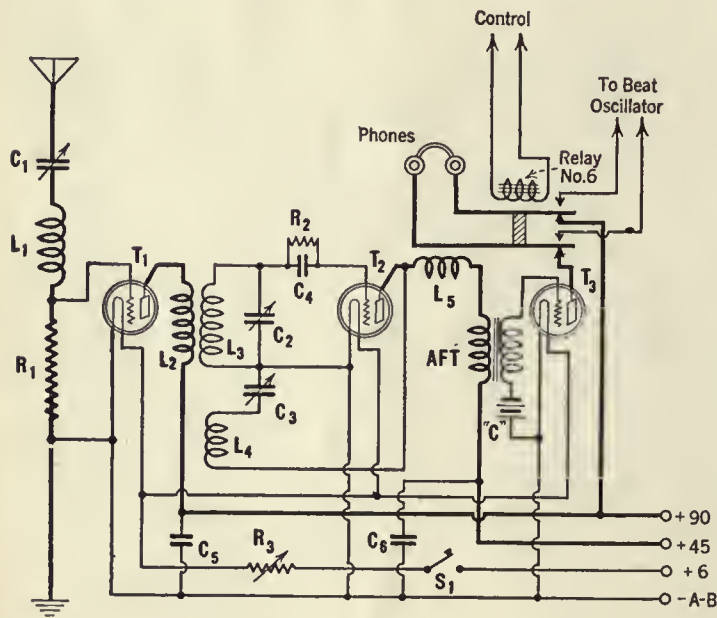 Control
To Beat
Oscillator
Phones
Relay
No.6
C1
L1
R1
T1
L2
L3
R2
C4
C2
C3
L4
T2
L5
AFT
T3
"C"
C5
R3
C6
S1
+90
+45
+6
-A-B